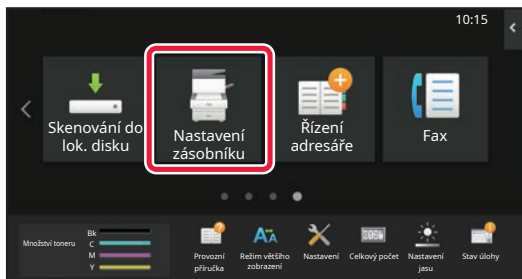 10:15
Skenování do
lok. disku
Nastavení
zásobníku
Řízení
adresáře
Fax
Množství toneru
Bk
C
M
Y
Provozní
příručka
Režim většího
zobrazení
Nastavení
Celkový počet
Nastavení
jasu
Stav úlohy